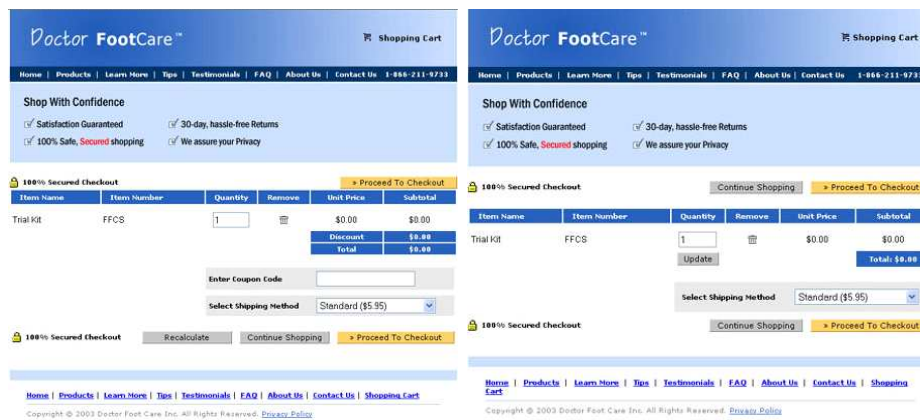 Doctor FootCare™
Shopping Cart
Home | Products | Learn More | Tips | Testimonials | FAQ | About Us | Contact Us 1-866-211-9733
Shop With Confidence
Satisfaction Guaranteed
30-day, hassle-free Returns
100% Safe, Secured shopping
We assure your Privacy
100% Secured Checkout
» Proceed To Checkout
Item Name Item Number Quantity Remove Unit Price Subtotal
Trial Kit FFCS 1 $0.00 $0.00
Discount $0.00
Total $0.00
Enter Coupon Code
Select Shipping Method Standard ($5.95)
100% Secured Checkout Recalculate Continue Shopping » Proceed To Checkout
Home | Products | Learn More | Tips | Testimonials | FAQ | About Us | Contact Us | Shopping Cart
Copyright © 2003 Doctor Foot Care Inc. All Rights Reserved. Privacy Policy
Doctor FootCare™
Shopping Cart
Home | Products | Learn More | Tips | Testimonials | FAQ | About Us | Contact Us 1-866-211-973
Shop With Confidence
Satisfaction Guaranteed
30-day, hassle-free Returns
100% Safe, Secured shopping
We assure your Privacy
100% Secured Checkout Continue Shopping » Proceed To Checkout
Item Name Item Number Quantity Remove Unit Price Subtotal
Trial Kit FFCS 1 $0.00 $0.00
Update Total: $0.00
Select Shipping Method Standard ($5.95)
100% Secured Checkout Continue Shopping » Proceed To Checkout
Home | Products | Learn More | Tips | Testimonials | FAQ | About Us | Contact Us | Shopping
Cart
Copyright © 2003 Doctor Foot Care Inc. All Rights Reserved. Privacy Policy